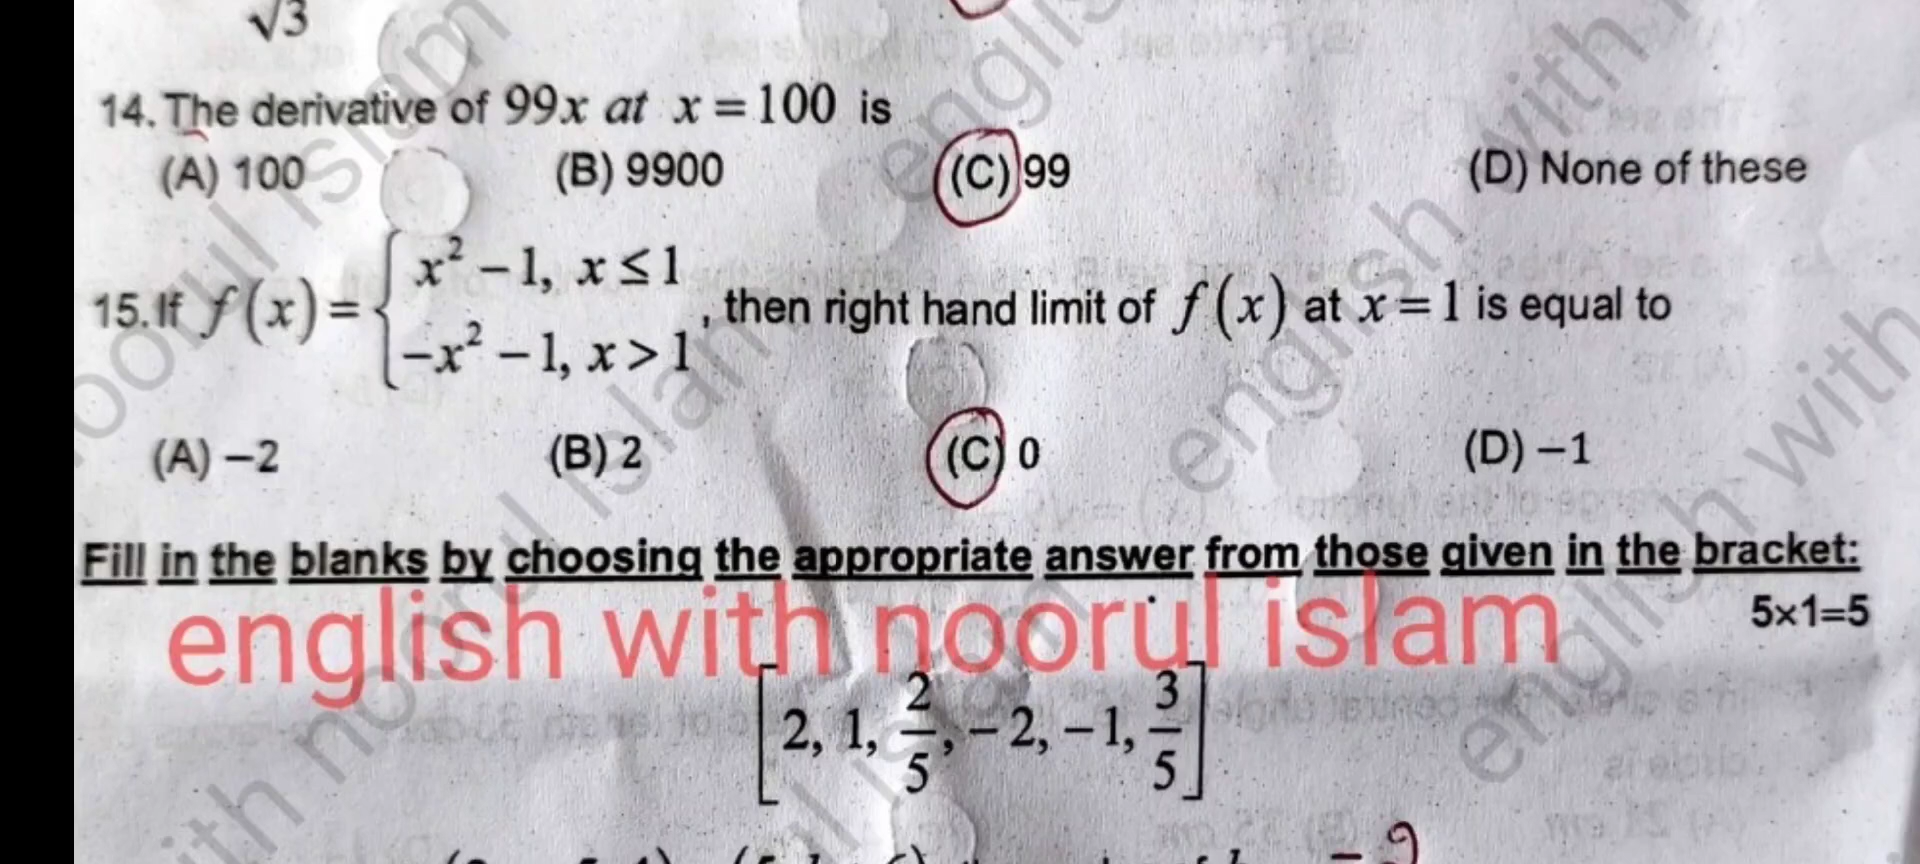 √3
14. The derivative of 99x at x = 100 is
(A) 100 (B) 9900 (C) 99 (D) None of these
15. If f(x) = { x² – 1, x ≤ 1
–x² – 1, x > 1 , then right hand limit of f(x) at x = 1 is equal to
(A) –2 (B) 2 (C) 0 (D) –1
Fill in the blanks by choosing the appropriate answer from those given in the bracket:
5×1=5
english with noorul islam
[2, 1, 2/5, – 2, – 1, 3/5]